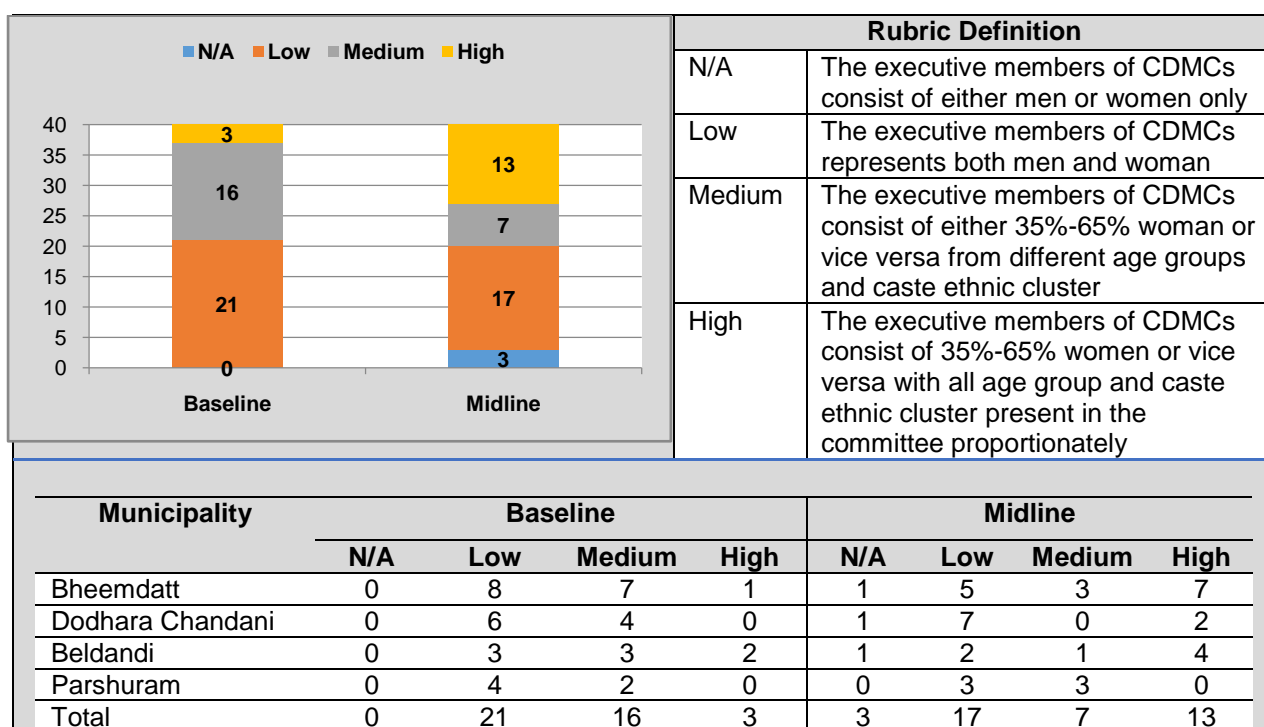 N/A Low Medium High
40
35
30
25
20
15
10
5
0
3
16
21
0
13
7
17
3
Baseline Midline
Rubric Definition
N/A The executive members of CDMCs
consist of either men or women only
Low The executive members of CDMCs
represents both men and woman
Medium The executive members of CDMCs
consist of either 35%-65% woman or
vice versa from different age groups
and caste ethnic cluster
High The executive members of CDMCs
consist of 35%-65% women or vice
versa with all age group and caste
ethnic cluster present in the
committee proportionately
Municipality Baseline Midline
N/A Low Medium High N/A Low Medium High
Bheemdatt 0 8 7 1 1 5 3 7
Dodhara Chandani 0 6 4 0 1 7 0 2
Beldandi 0 3 3 2 1 2 1 4
Parshuram 0 4 2 0 0 3 3 0
Total 0 21 16 3 3 17 7 13